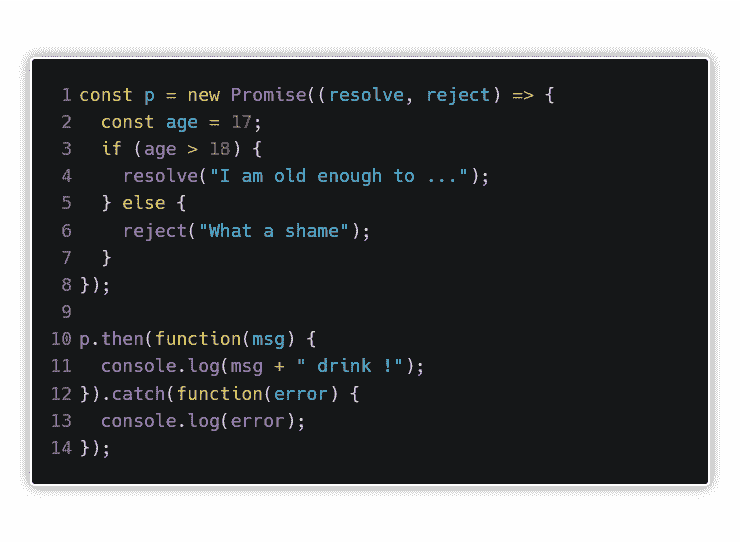 1 const p = new Promise((resolve, reject) => {
2   const age = 17;
3   if (age > 18) {
4     resolve("I am old enough to ...");
5   } else {
6     reject("What a shame");
7   }
8 });
9
10 p.then(function(msg) {
11   console.log(msg + " drink !");
12 }).catch(function(error) {
13   console.log(error);
14 });